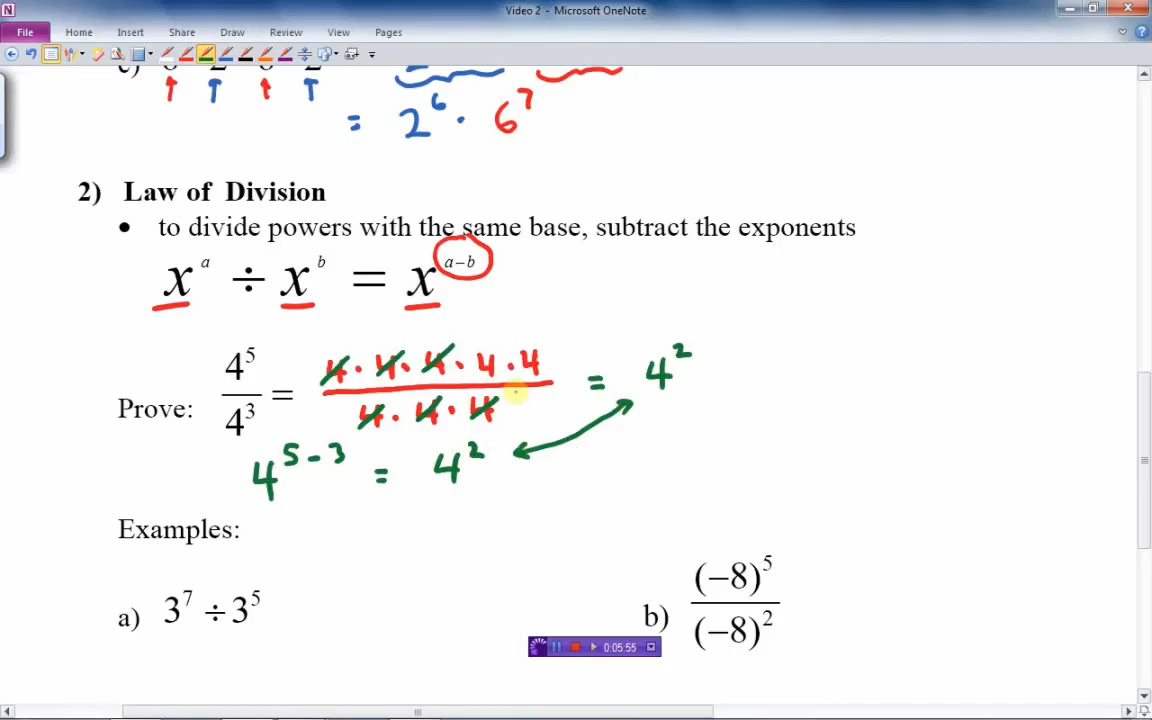 Video 2 - Microsoft OneNote
File Home Insert Share Draw Review View Pages
= 2⁶ · 6⁷
2) Law of Division
• to divide powers with the same base, subtract the exponents
xᵃ ÷ xᵇ = xᵃ⁻ᵇ
Prove: 4⁵/4³ = 4·4·4·4·4/4·4·4 = 4²
4⁵⁻³ = 4²
Examples:
a) 3⁷ ÷ 3⁵ b) (−8)⁵/(−8)²
0:05:55